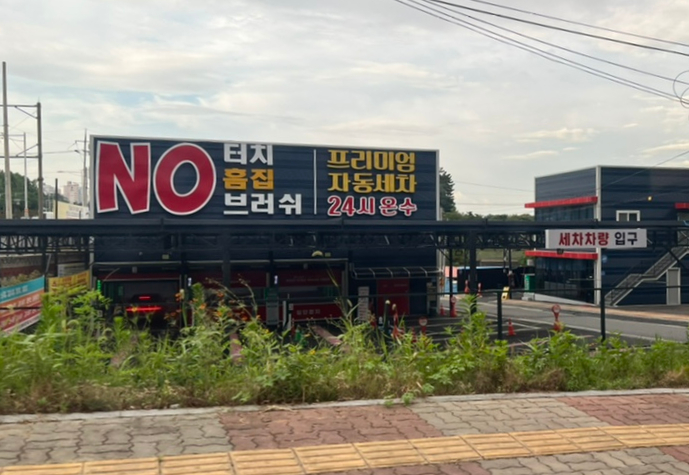 NO
터치
흠집
브러쉬
프리미엄
자동세차
24시 온수
세차차량 입구